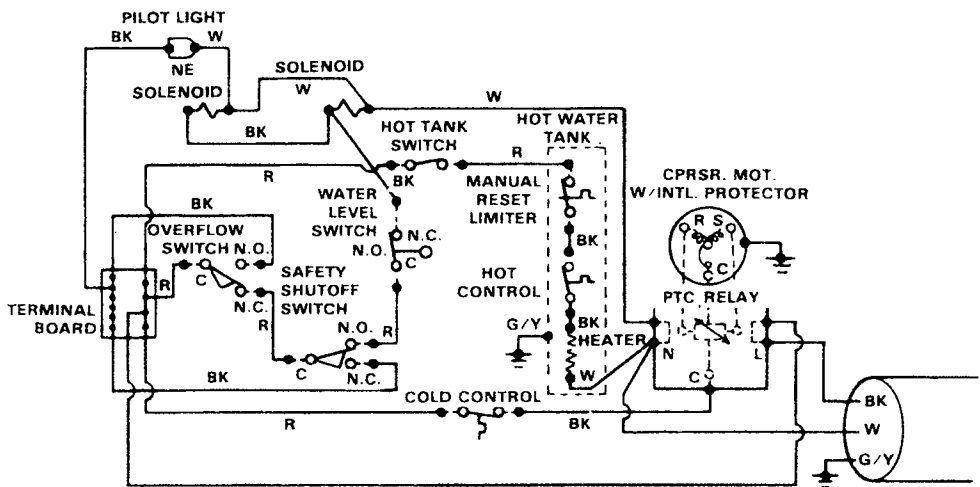 PILOT LIGHT
BK
W
NE
SOLENOID
SOLENOID
W
W
BK
HOT TANK
SWITCH
HOT WATER
TANK
R
R
BK
CPRSR. MOT.
W/INTL. PROTECTOR
MANUAL
RESET
LIMITER
WATER
LEVEL
SWITCH
R S
C
BK
OVERFLOW
SWITCH
N.O.
N.C.
N.O.
C
BK
HOT
CONTROL
R
C
N.C.
SAFETY
SHUTOFF
SWITCH
PTC RELAY
TERMINAL
BOARD
R
N.O.
R
G/Y
BK
HEATER
N
L
C
N.C.
W
C
BK
COLD CONTROL
R
BK
BK
W
G/Y